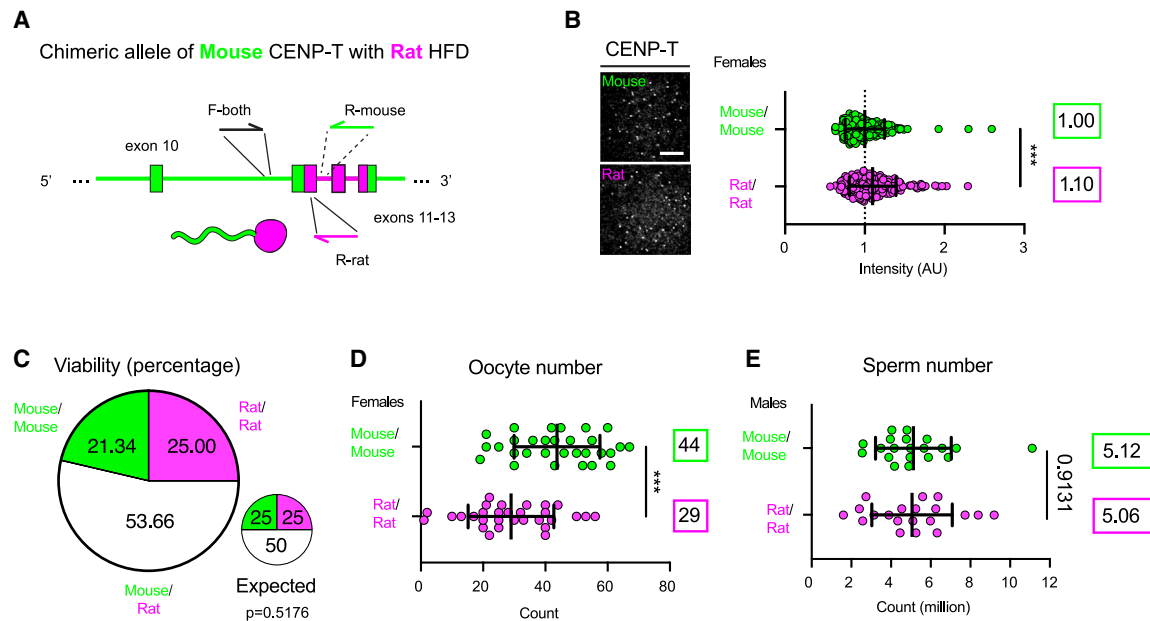 A
Chimeric allele of Mouse CENP-T with Rat HFD
F-both
R-mouse
exon 10
5’ ... ... 3’
exons 11-13
R-rat
B
CENP-T
Mouse
Rat
Females
Mouse/
Mouse
Rat/
Rat
***
1.00
1.10
0 1 2 3
Intensity (AU)
C
Viability (percentage)
Mouse/
Mouse
Rat/
Rat
21.34
25.00
53.66
Mouse/
Rat
25 25
50
Expected
p=0.5176
D
Oocyte number
Females
Mouse/
Mouse
Rat/
Rat
***
44
29
0 20 40 60 80
Count
E
Sperm number
Males
Mouse/
Mouse
Rat/
Rat
0.9131
5.12
5.06
0 2 4 6 8 10 12
Count (million)